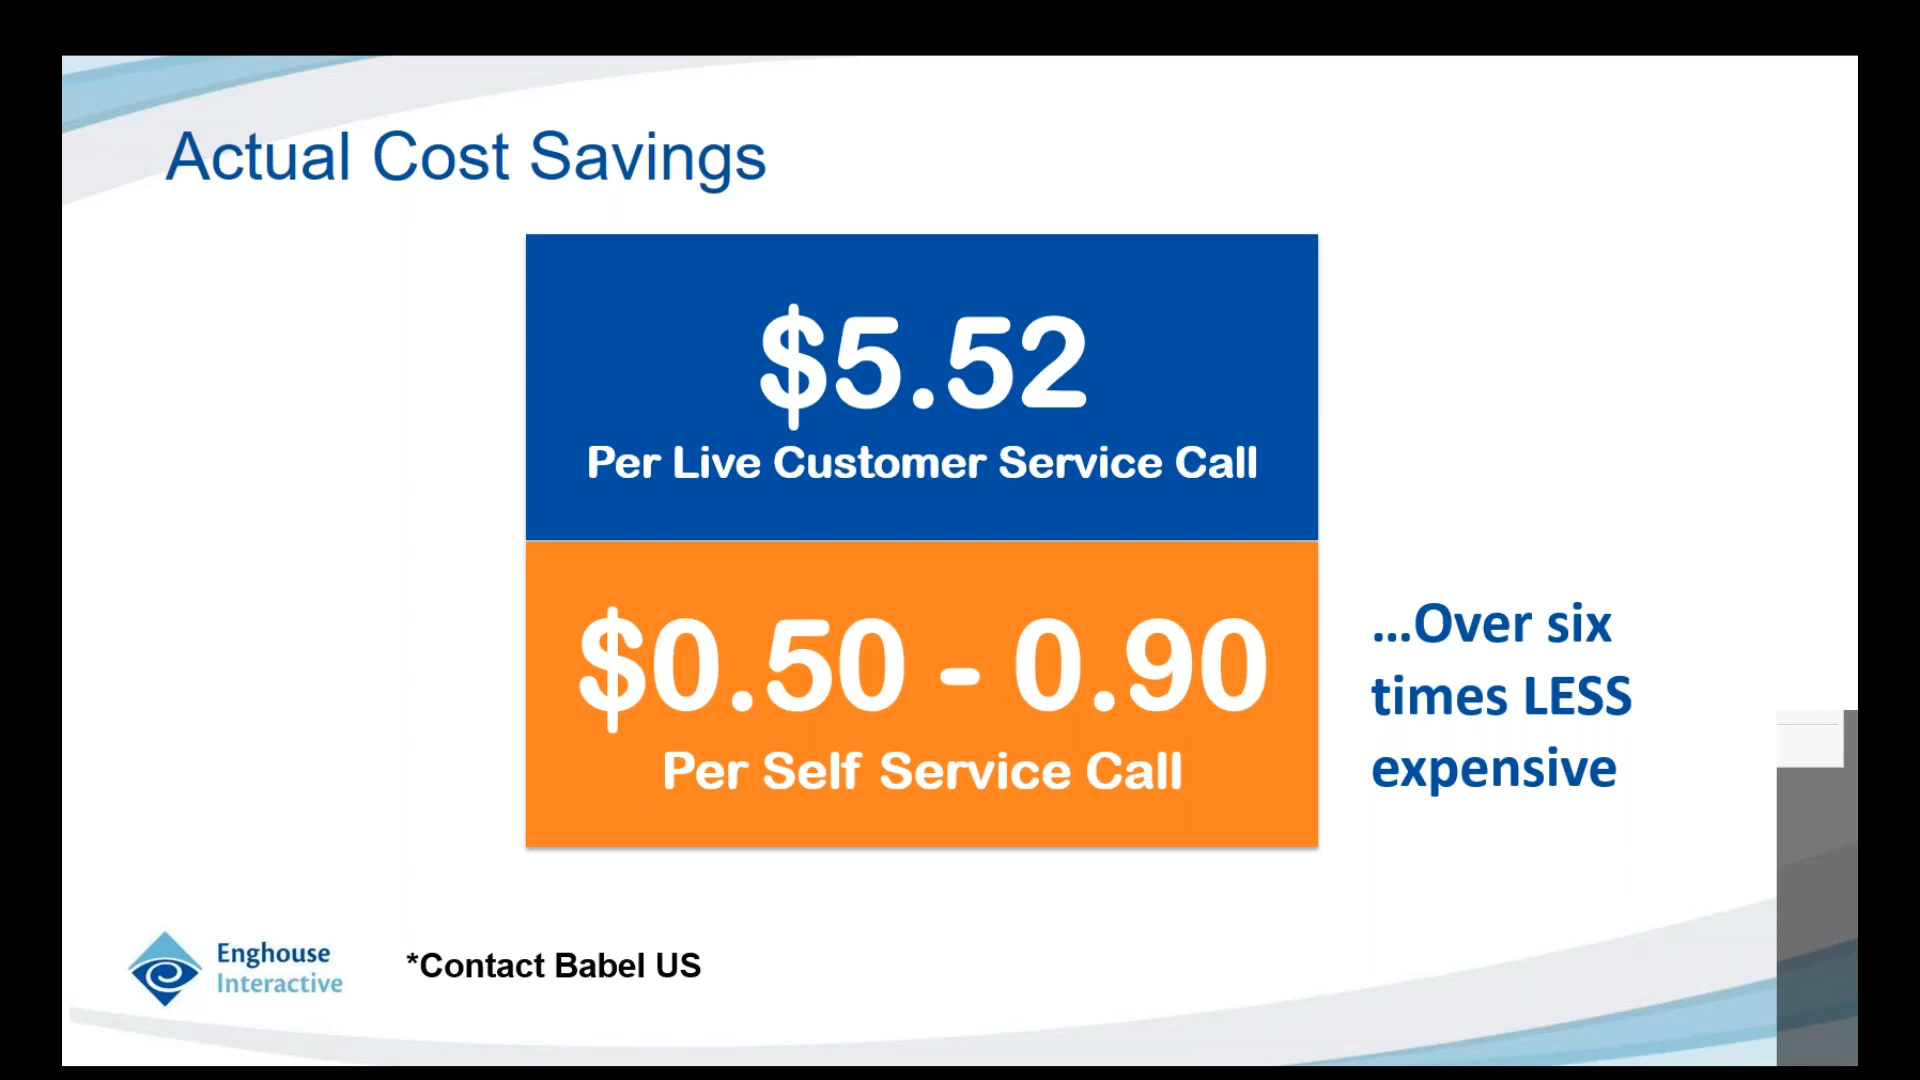 Actual Cost Savings
$5.52
Per Live Customer Service Call
$0.50 - 0.90
Per Self Service Call
...Over six
times LESS
expensive
Enghouse
Interactive
*Contact Babel US